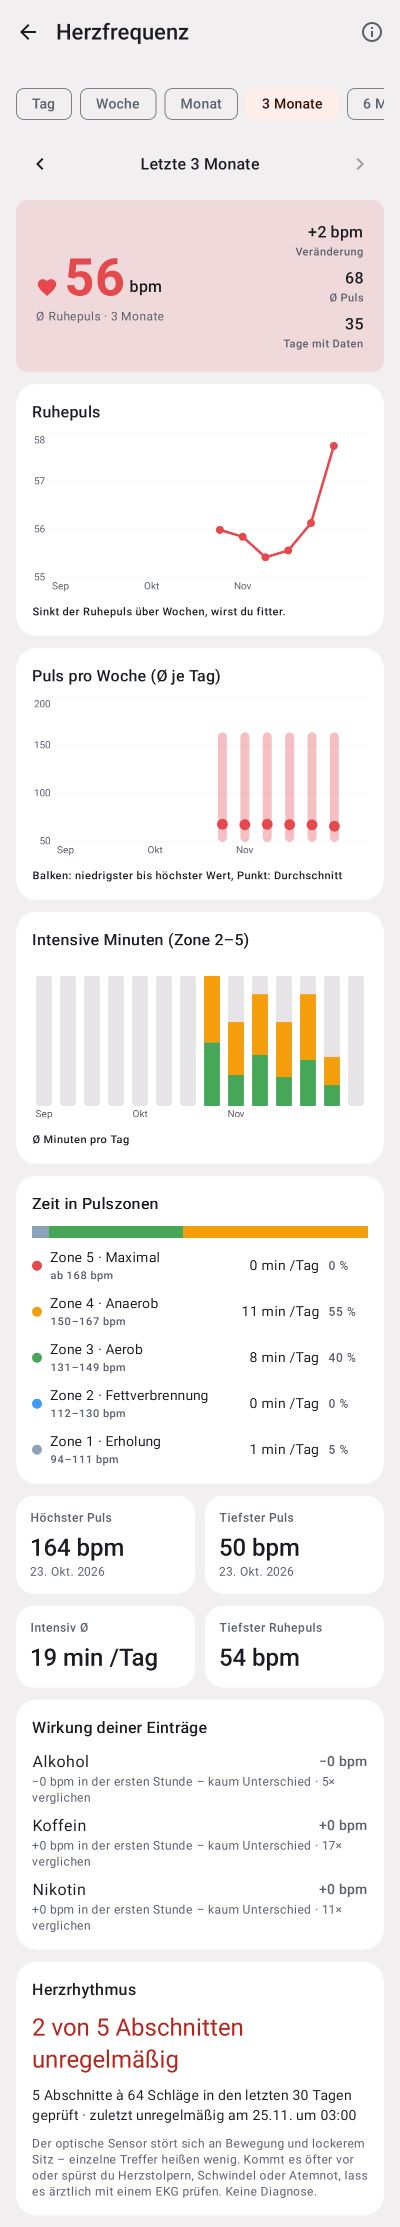 Herzfrequenz
Tag Woche Monat 3 Monate 6 M
Letzte 3 Monate
+2 bpm
Veränderung
56 bpm
Ø Ruhepuls · 3 Monate
68
Ø Puls
35
Tage mit Daten
Ruhepuls
58
57
56
55
Sep Okt Nov
Sinkt der Ruhepuls über Wochen, wirst du fitter.
Puls pro Woche (Ø je Tag)
200
150
100
50
Sep Okt Nov
Balken: niedrigster bis höchster Wert, Punkt: Durchschnitt
Intensive Minuten (Zone 2–5)
Sep Okt Nov
Ø Minuten pro Tag
Zeit in Pulszonen
Zone 5 · Maximal 0 min /Tag 0 %
ab 168 bpm
Zone 4 · Anaerob 11 min /Tag 55 %
150–167 bpm
Zone 3 · Aerob 8 min /Tag 40 %
131–149 bpm
Zone 2 · Fettverbrennung 0 min /Tag 0 %
112–130 bpm
Zone 1 · Erholung 1 min /Tag 5 %
94–111 bpm
Höchster Puls
164 bpm
23. Okt. 2026
Tiefster Puls
50 bpm
23. Okt. 2026
Intensiv Ø
19 min /Tag
Tiefster Ruhepuls
54 bpm
Wirkung deiner Einträge
Alkohol −0 bpm
−0 bpm in der ersten Stunde – kaum Unterschied · 5×
verglichen
Koffein +0 bpm
+0 bpm in der ersten Stunde – kaum Unterschied · 17×
verglichen
Nikotin +0 bpm
+0 bpm in der ersten Stunde – kaum Unterschied · 11×
verglichen
Herzrhythmus
2 von 5 Abschnitten
unregelmäßig
5 Abschnitte à 64 Schläge in den letzten 30 Tagen
geprüft · zuletzt unregelmäßig am 25.11. um 03:00
Der optische Sensor stört sich an Bewegung und lockerem
Sitz – einzelne Treffer heißen wenig. Kommt es öfter vor
oder spürst du Herzstolpern, Schwindel oder Atemnot, lass
es ärztlich mit einem EKG prüfen. Keine Diagnose.